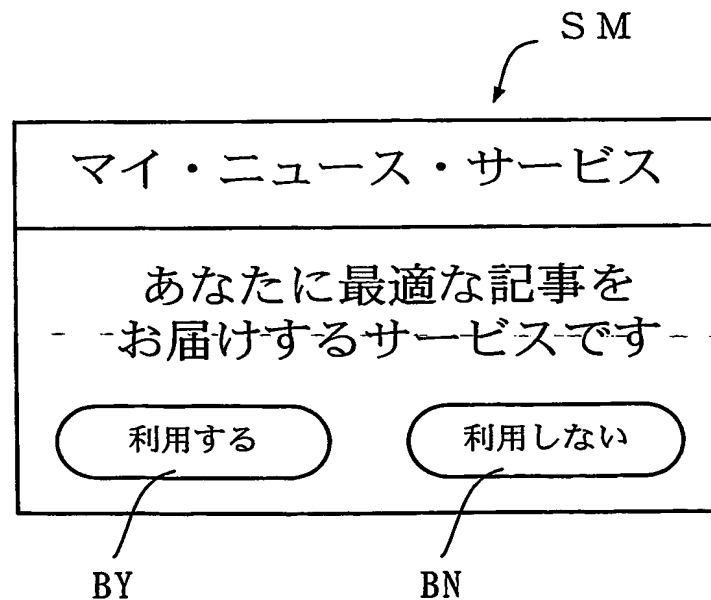 SM
マイ・ニュース・サービス
あなたに最適な記事を
お届けするサービスです
利用する
利用しない
BY
BN